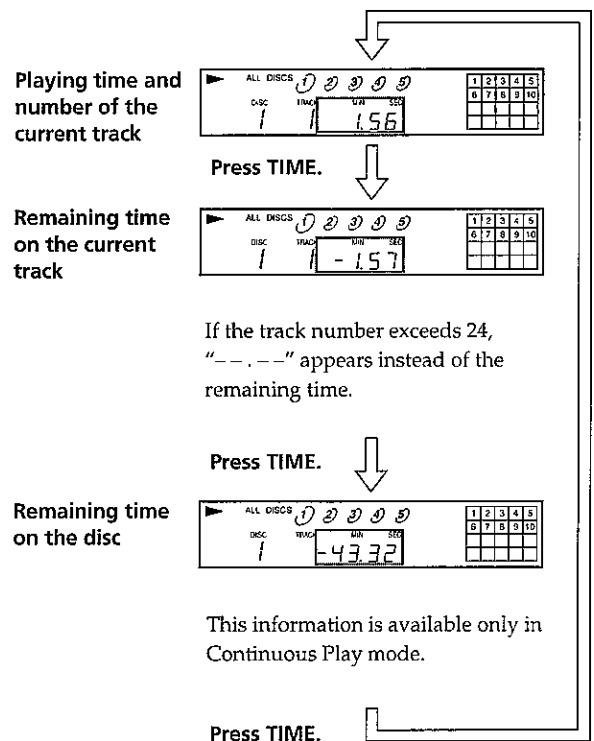 Playing time and
number of the
current track
ALL DISCS 1 2 3 4 5
DISC TRACK MIN SEC
1 1 1.56
1 2 3 4 5
6 7 8 9 10
Press TIME.
Remaining time
on the current
track
ALL DISCS 1 2 3 4 5
DISC TRACK MIN SEC
1 1 -1.57
1 2 3 4 5
6 7 8 9 10
If the track number exceeds 24,
"– – . – –" appears instead of the
remaining time.
Press TIME.
Remaining time
on the disc
ALL DISCS 1 2 3 4 5
DISC TRACK MIN SEC
1 -43.32
1 2 3 4 5
6 7 8 9 10
This information is available only in
Continuous Play mode.
Press TIME.